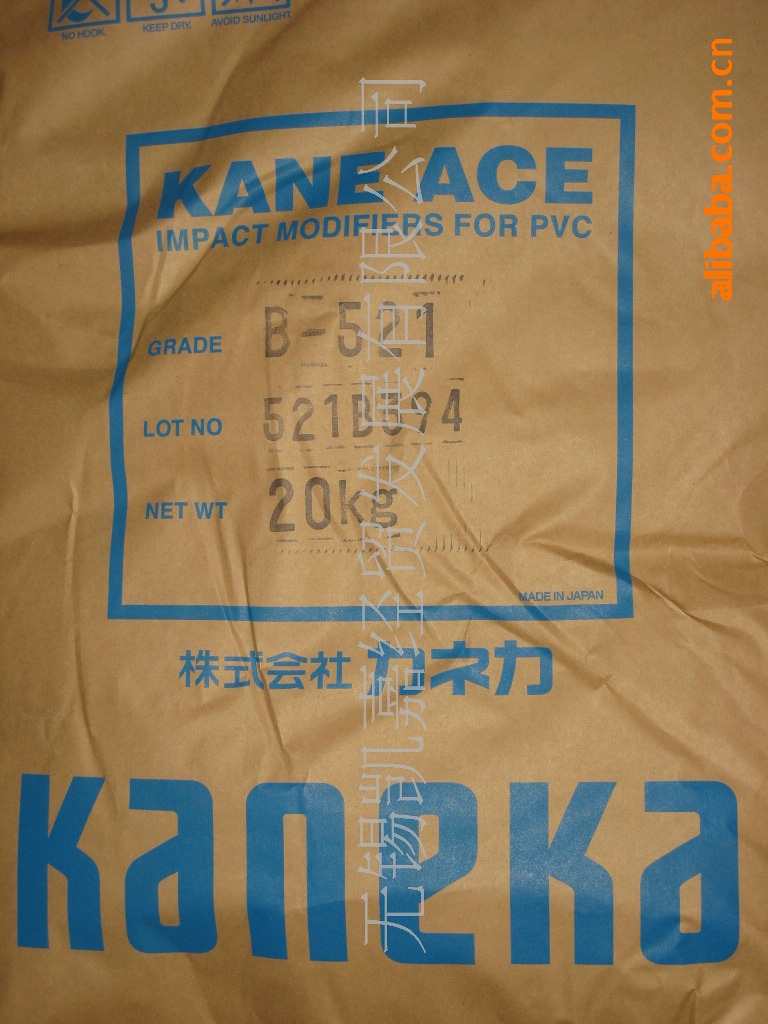 NO HOOK.
KEEP DRY.
AVOID SUNLIGHT.
KANE ACE
IMPACT MODIFIERS FOR PVC
GRADE B-521
LOT NO 521B394
NET WT 20kg
MADE IN JAPAN
株式会社 カネカ
kaneka
无锡凯嘉经贸发展有限公司
alibaba.com.cn